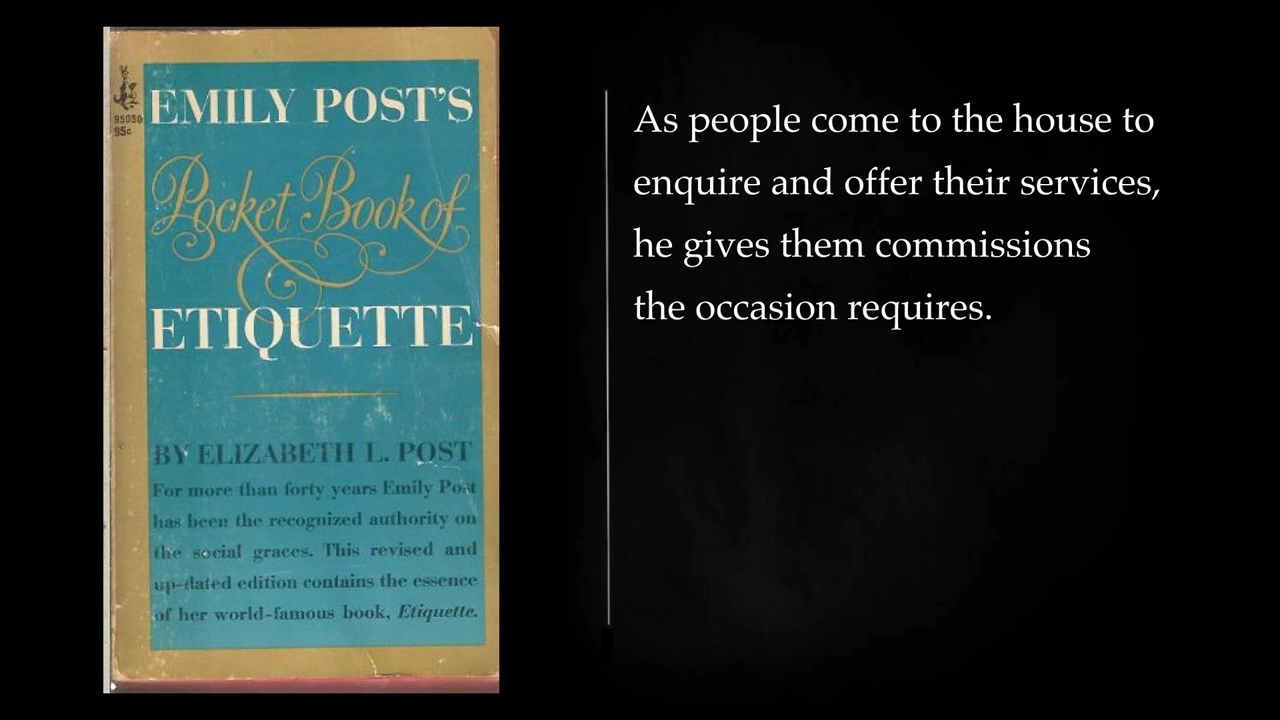 EMILY POST'S
95050
95c
Pocket Book of
ETIQUETTE
BY ELIZABETH L. POST
For more than forty years Emily Post
has been the recognized authority on
the social graces. This revised and
up-dated edition contains the essence
of her world-famous book, Etiquette.
As people come to the house to
enquire and offer their services,
he gives them commissions
the occasion requires.